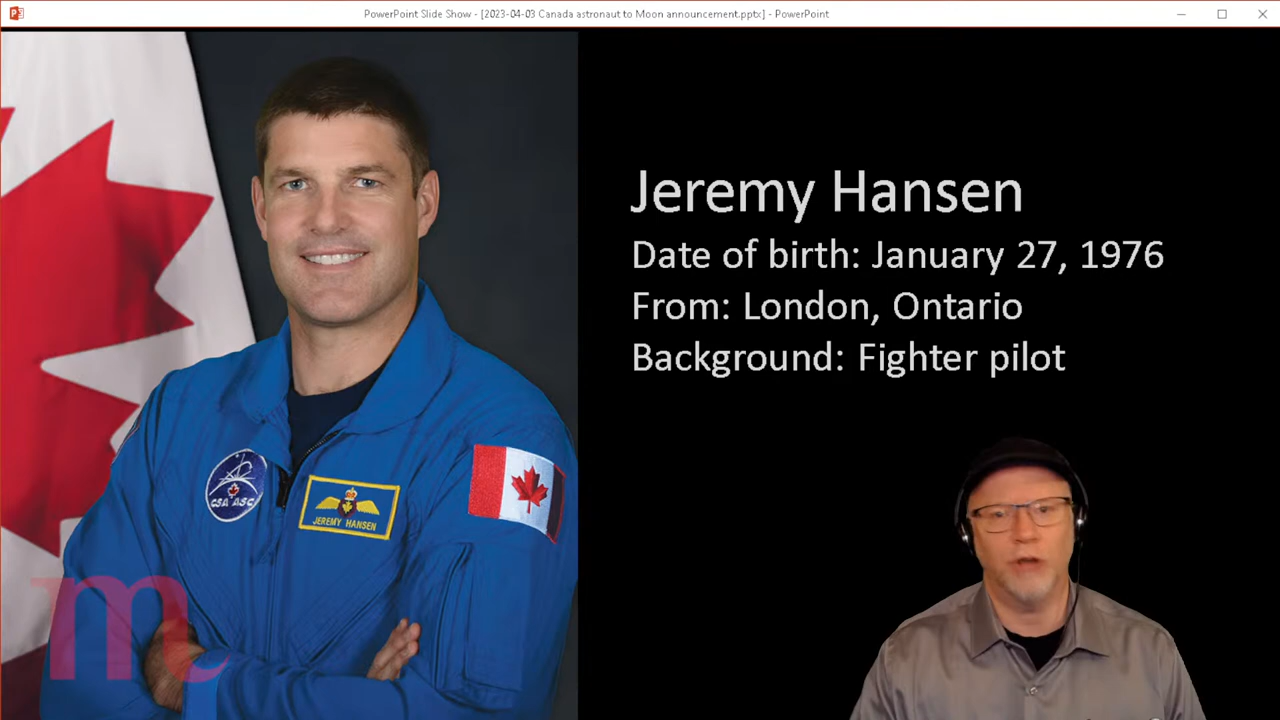 PowerPoint Slide Show - [2023-04-03 Canada astronaut to Moon announcement.pptx] - PowerPoint
Jeremy Hansen
Date of birth: January 27, 1976
From: London, Ontario
Background: Fighter pilot
CSA ASC
JEREMY HANSEN
m